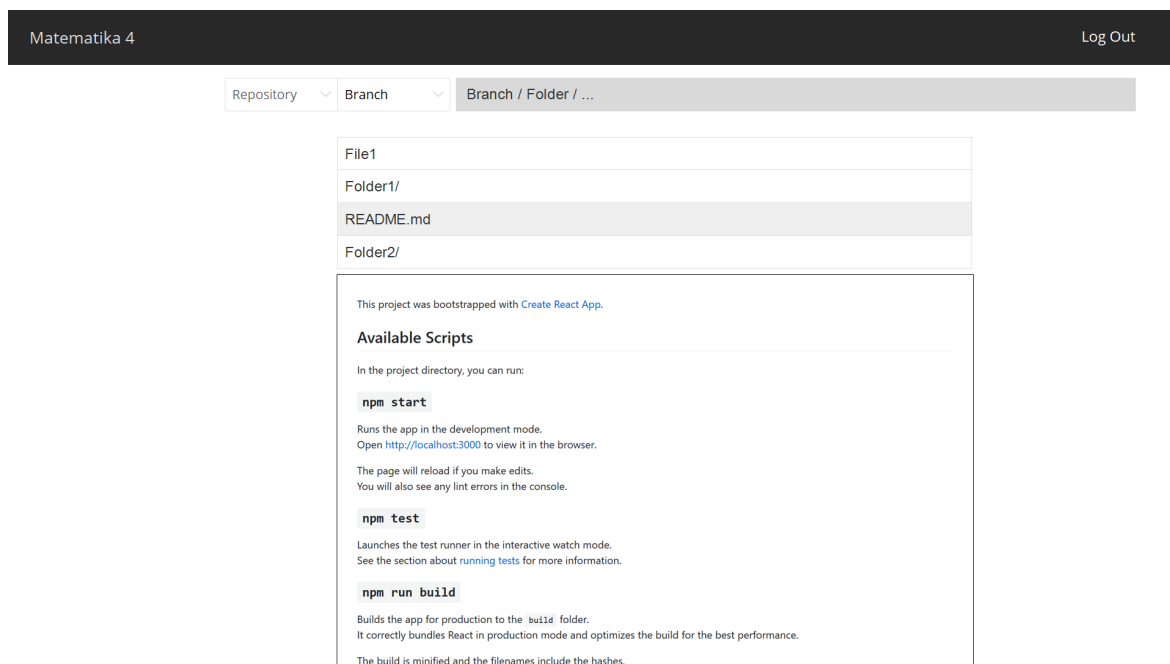 Matematika 4
Log Out
Repository
Branch
Branch / Folder / ...
File1
Folder1/
README.md
Folder2/
This project was bootstrapped with Create React App.
Available Scripts
In the project directory, you can run:
npm start
Runs the app in the development mode.
Open http://localhost:3000 to view it in the browser.
The page will reload if you make edits.
You will also see any lint errors in the console.
npm test
Launches the test runner in the interactive watch mode.
See the section about running tests for more information.
npm run build
Builds the app for production to the build folder.
It correctly bundles React in production mode and optimizes the build for the best performance.
The build is minified and the filenames include the hashes.